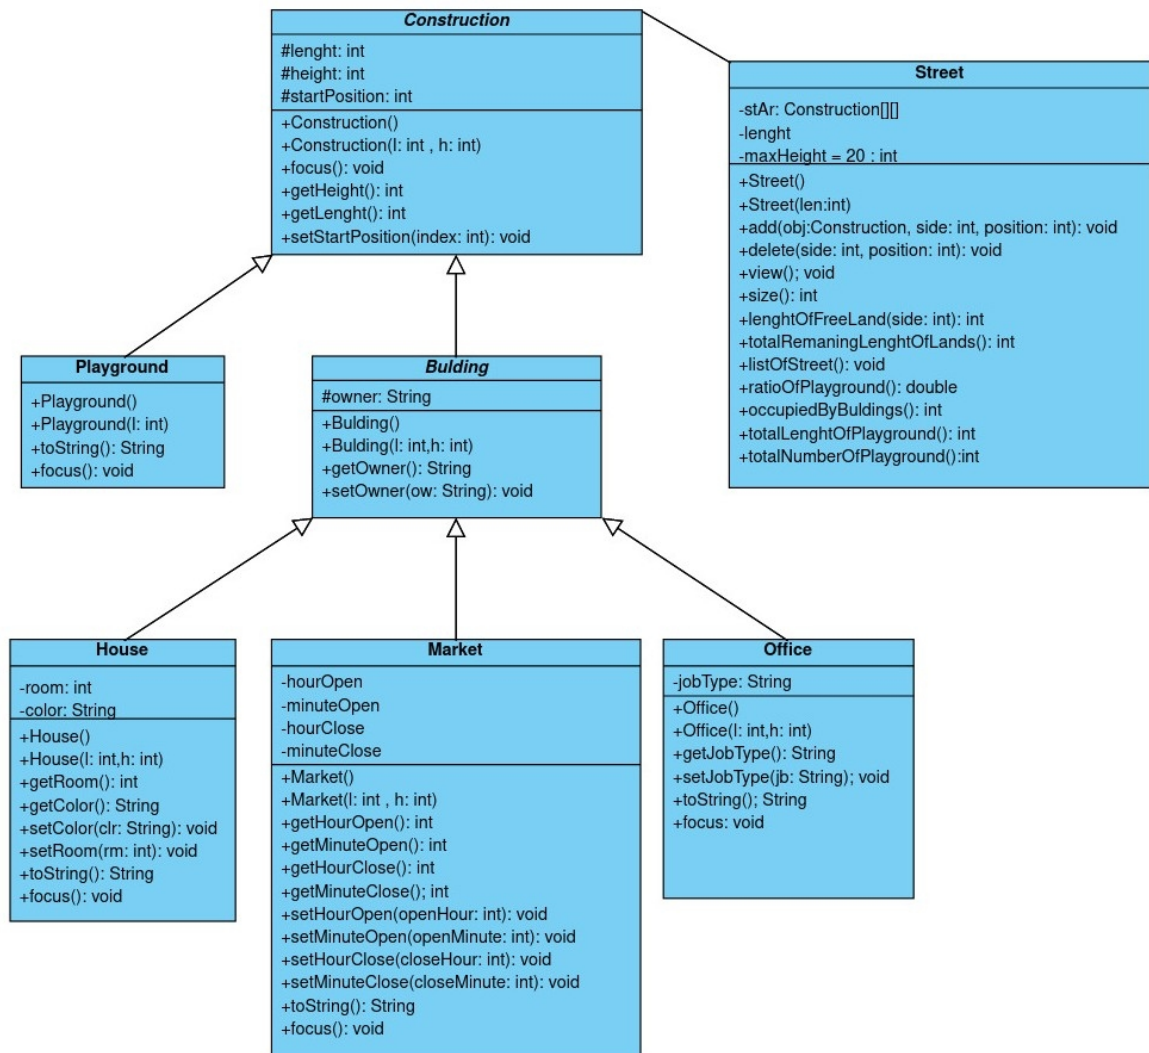 Construction
#lenght: int
#height: int
#startPosition: int
+Construction()
+Construction(l: int , h: int)
+focus(): void
+getHeight(): int
+getLenght(): int
+setStartPosition(index: int): void
Street
-stAr: Construction[][]
-lenght
-maxHeight = 20 : int
+Street()
+Street(len:int)
+add(obj:Construction, side: int, position: int): void
+delete(side: int, position: int): void
+view(); void
+size(): int
+lenghtOfFreeLand(side: int): int
+totalRemaningLenghtOfLands(): int
+listOfStreet(): void
+ratioOfPlayground(): double
+occupiedByBuldings(): int
+totalLenghtOfPlayground(): int
+totalNumberOfPlayground():int
Playground
+Playground()
+Playground(l: int)
+toString(): String
+focus(): void
Bulding
#owner: String
+Bulding()
+Bulding(l: int,h: int)
+getOwner(): String
+setOwner(ow: String): void
House
-room: int
-color: String
+House()
+House(l: int,h: int)
+getRoom(): int
+getColor(): String
+setColor(clr: String): void
+setRoom(rm: int): void
+toString(): String
+focus(): void
Market
-hourOpen
-minuteOpen
-hourClose
-minuteClose
+Market()
+Market(l: int , h: int)
+getHourOpen(): int
+getMinuteOpen(): int
+getHourClose(): int
+getMinuteClose(); int
+setHourOpen(openHour: int): void
+setMinuteOpen(openMinute: int): void
+setHourClose(closeHour: int): void
+setMinuteClose(closeMinute: int): void
+toString(): String
+focus(): void
Office
-jobType: String
+Office()
+Office(l: int,h: int)
+getJobType(): String
+setJobType(jb: String); void
+toString(); String
+focus: void